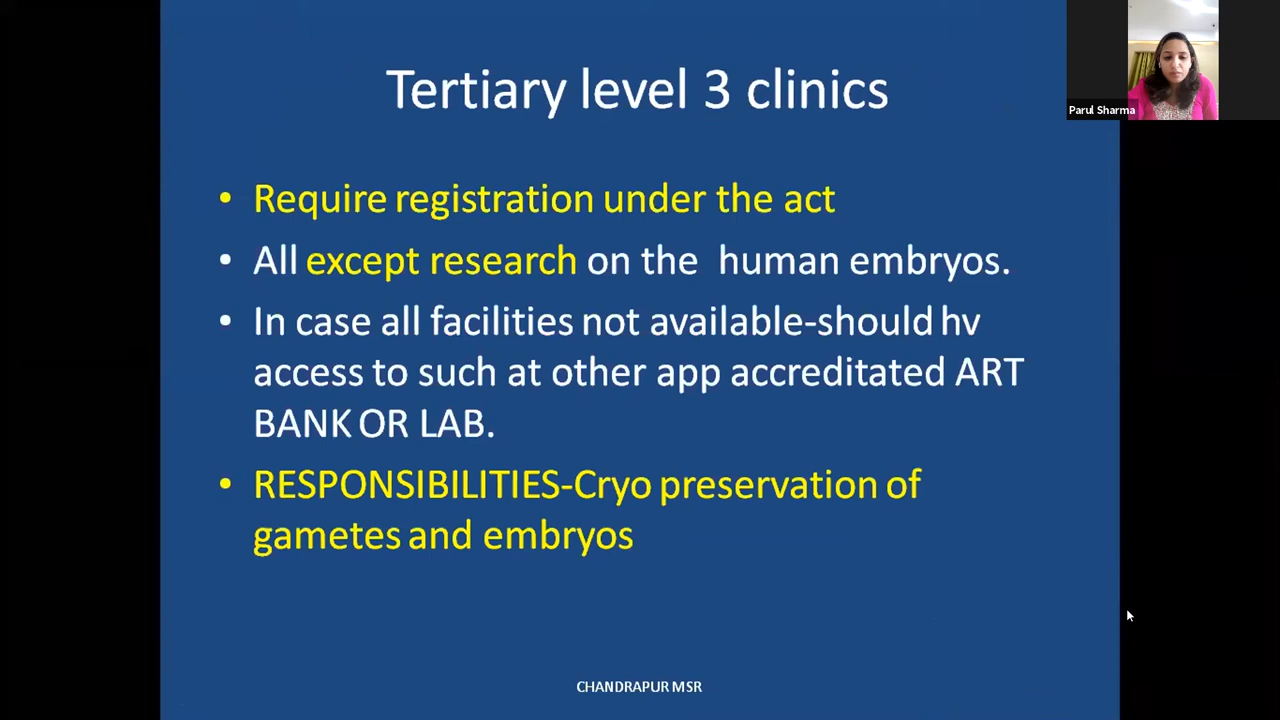 Tertiary level 3 clinics
Parul Sharma
• Require registration under the act
• All except research on the human embryos.
• In case all facilities not available-should hv
access to such at other app accreditated ART
BANK OR LAB.
• RESPONSIBILITIES-Cryo preservation of
gametes and embryos
CHANDRAPUR MSR